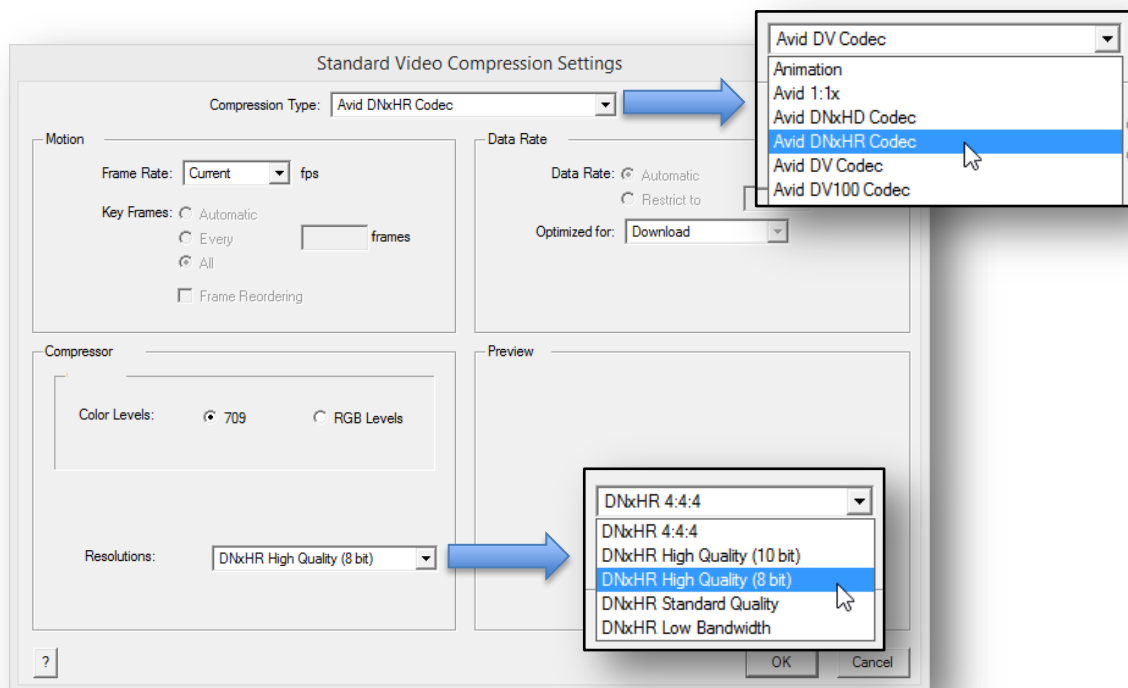 Standard Video Compression Settings
Compression Type: Avid DNxHR Codec
Avid DV Codec
Animation
Avid 1:1x
Avid DNxHD Codec
Avid DNxHR Codec
Avid DV Codec
Avid DV100 Codec
Motion
Frame Rate: Current fps
Key Frames: Automatic
Every frames
All
Frame Reordering
Data Rate
Data Rate: Automatic
Restrict to
Optimized for: Download
Compressor
Color Levels: 709 RGB Levels
Resolutions: DNxHR High Quality (8 bit)
Preview
DNxHR 4:4:4
DNxHR 4:4:4
DNxHR High Quality (10 bit)
DNxHR High Quality (8 bit)
DNxHR Standard Quality
DNxHR Low Bandwidth
? OK Cancel